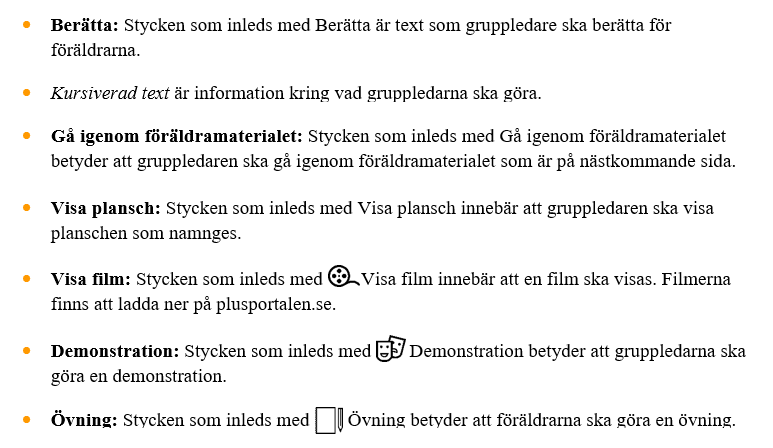 Berätta: Stycken som inleds med Berätta är text som gruppledare ska berätta för
föräldrarna.
Kursiverad text är information kring vad gruppledarna ska göra.
Gå igenom föräldramaterialet: Stycken som inleds med Gå igenom föräldramaterialet
betyder att gruppledaren ska gå igenom föräldramaterialet som är på nästkommande sida.
Visa plansch: Stycken som inleds med Visa plansch innebär att gruppledaren ska visa
planschen som namnges.
Visa film: Stycken som inleds med Visa film innebär att en film ska visas. Filmerna
finns att ladda ner på plusportalen.se.
Demonstration: Stycken som inleds med Demonstration betyder att gruppledarna ska
göra en demonstration.
Övning: Stycken som inleds med Övning betyder att föräldrarna ska göra en övning.